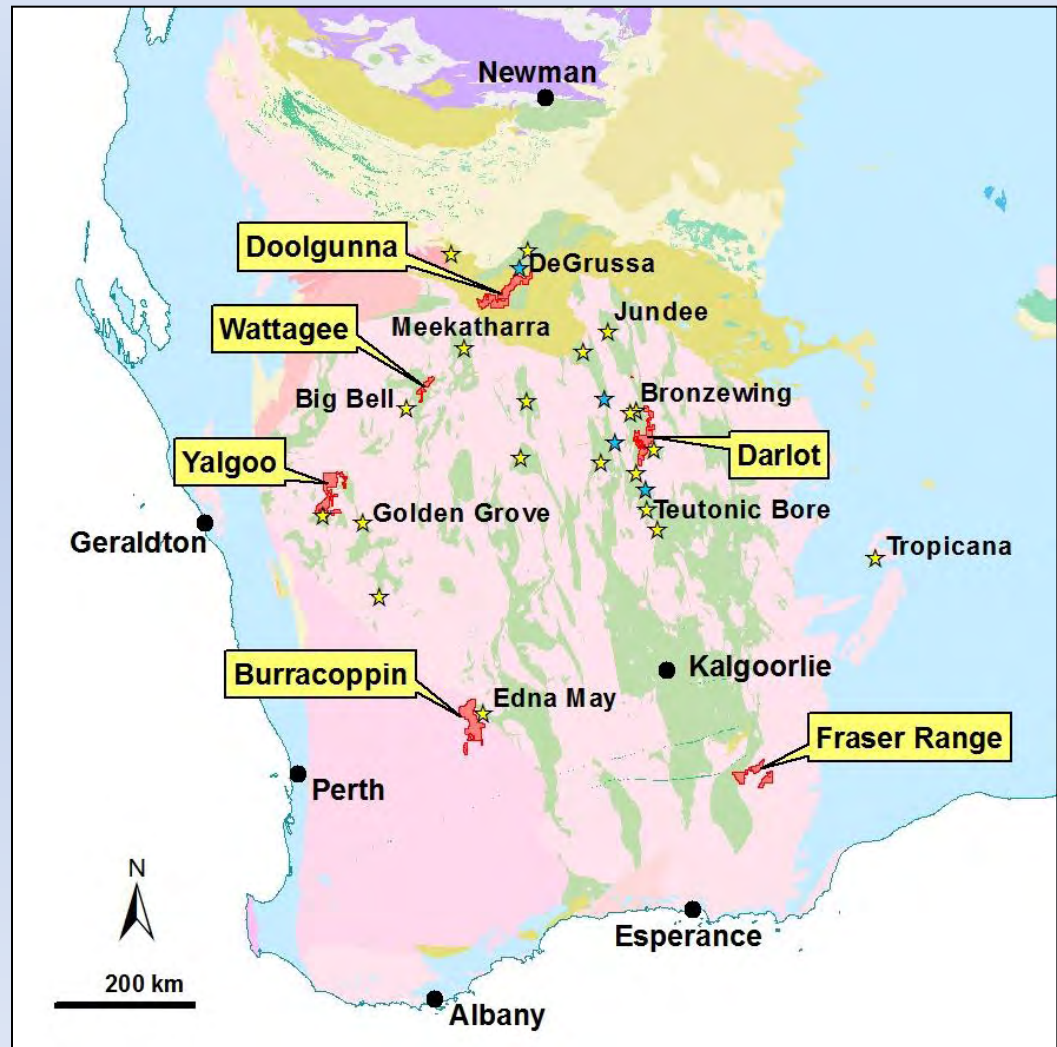 Newman
Doolgunna
DeGrussa
Wattagee
Meekatharra
Jundee
Big Bell
Bronzewing
Yalgoo
Darlot
Golden Grove
Teutonic Bore
Geraldton
Tropicana
Burracoppin
Kalgoorlie
Edna May
Fraser Range
Perth
N
Esperance
200 km
Albany